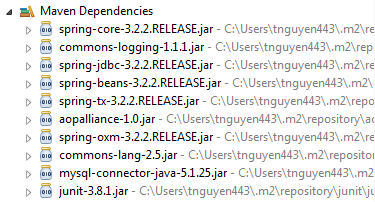 Maven Dependencies
spring-core-3.2.2.RELEASE.jar - C:\Users\tnguyen443\.m2\re
commons-logging-1.1.1.jar - C:\Users\tnguyen443\.m2\repos
spring-jdbc-3.2.2.RELEASE.jar - C:\Users\tnguyen443\.m2\re
spring-beans-3.2.2.RELEASE.jar - C:\Users\tnguyen443\.m2\r
spring-tx-3.2.2.RELEASE.jar - C:\Users\tnguyen443\.m2\repo
aopalliance-1.0.jar - C:\Users\tnguyen443\.m2\repository\ao
spring-oxm-3.2.2.RELEASE.jar - C:\Users\tnguyen443\.m2\re
commons-lang-2.5.jar - C:\Users\tnguyen443\.m2\repositor
mysql-connector-java-5.1.25.jar - C:\Users\tnguyen443\.m2\
junit-3.8.1.jar - C:\Users\tnguyen443\.m2\repository\junit\ju